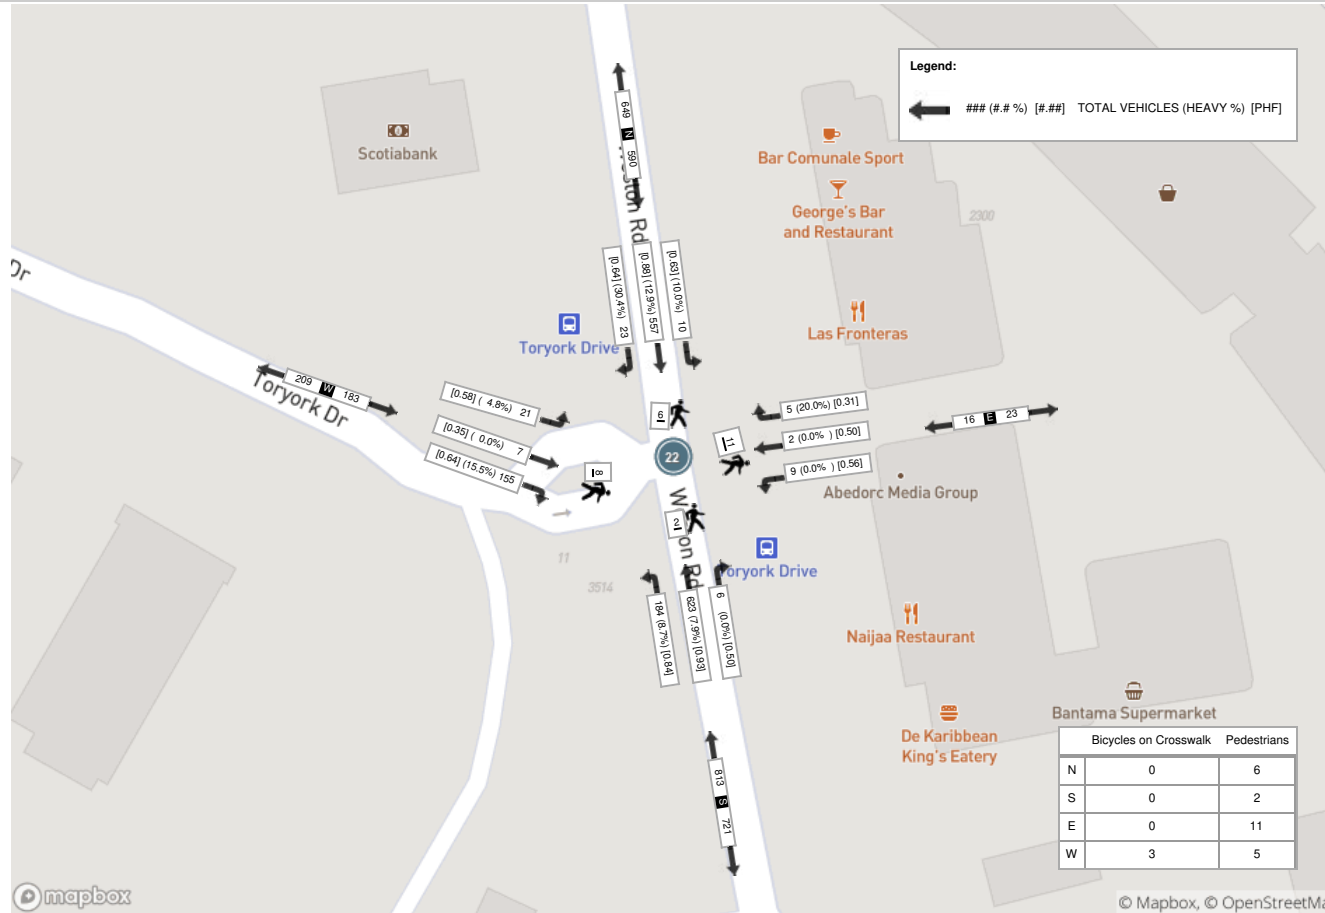 Legend:
### (#.# %) [#.##] TOTAL VEHICLES (HEAVY %) [PHF]
Scotiabank
Bar Comunale Sport
George's Bar
and Restaurant
2300
649 N 590
Dr
[0.64] (30.4%) 23
[0.88] (12.9%) 557
[0.63] (10.0%) 10
Las Fronteras
Toryork Drive
209 W 183
Toryork Dr
[0.58] ( 4.8%) 21
[0.35] ( 0.0%) 7
[0.64] (15.5%) 155
6
11
8
2
22
5 (20.0%) [0.31]
2 (0.0% ) [0.50]
9 (0.0% ) [0.56]
16 E 23
Abedorc Media Group
Toryork Drive
11
3514
184 (8.7%) [0.84]
623 (7.9%) [0.93]
6 (0.0%) [0.50]
Naijaa Restaurant
Bantama Supermarket
De Karibbean
King's Eatery
813 S 721
Bicycles on Crosswalk Pedestrians
N 0 6
S 0 2
E 0 11
W 3 5
mapbox
© Mapbox, © OpenStreetMa